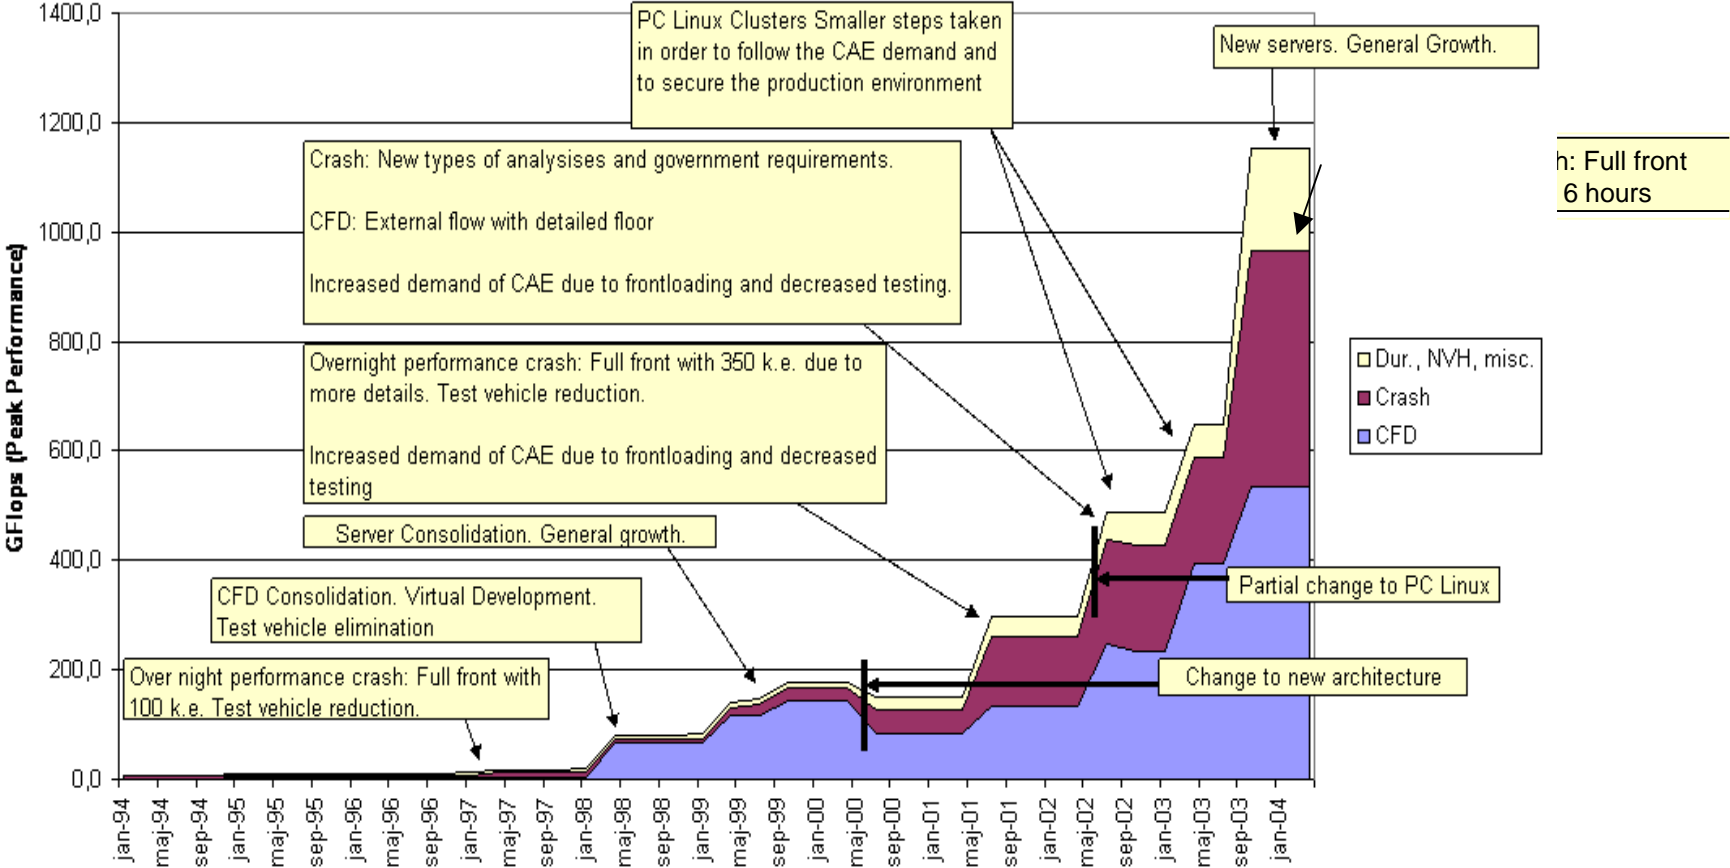 1400,0
1200,0
1000,0
800,0
600,0
400,0
200,0
0,0
GFlops (Peak Performance)
PC Linux Clusters Smaller steps taken
in order to follow the CAE demand and
to secure the production environment
New servers. General Growth.
h: Full front
6 hours
Crash: New types of analysises and government requirements.
CFD: External flow with detailed floor
Increased demand of CAE due to frontloading and decreased testing.
Overnight performance crash: Full front with 350 k.e. due to
more details. Test vehicle reduction.
Increased demand of CAE due to frontloading and decreased
testing
Server Consolidation. General growth.
CFD Consolidation. Virtual Development.
Test vehicle elimination
Over night performance crash: Full front with
100 k.e. Test vehicle reduction.
Dur., NVH, misc.
Crash
CFD
Partial change to PC Linux
Change to new architecture
jan-94
maj-94
sep-94
jan-95
maj-95
sep-95
jan-96
maj-96
sep-96
jan-97
maj-97
sep-97
jan-98
maj-98
sep-98
jan-99
maj-99
sep-99
jan-00
maj-00
sep-00
jan-01
maj-01
sep-01
jan-02
maj-02
sep-02
jan-03
maj-03
sep-03
jan-04